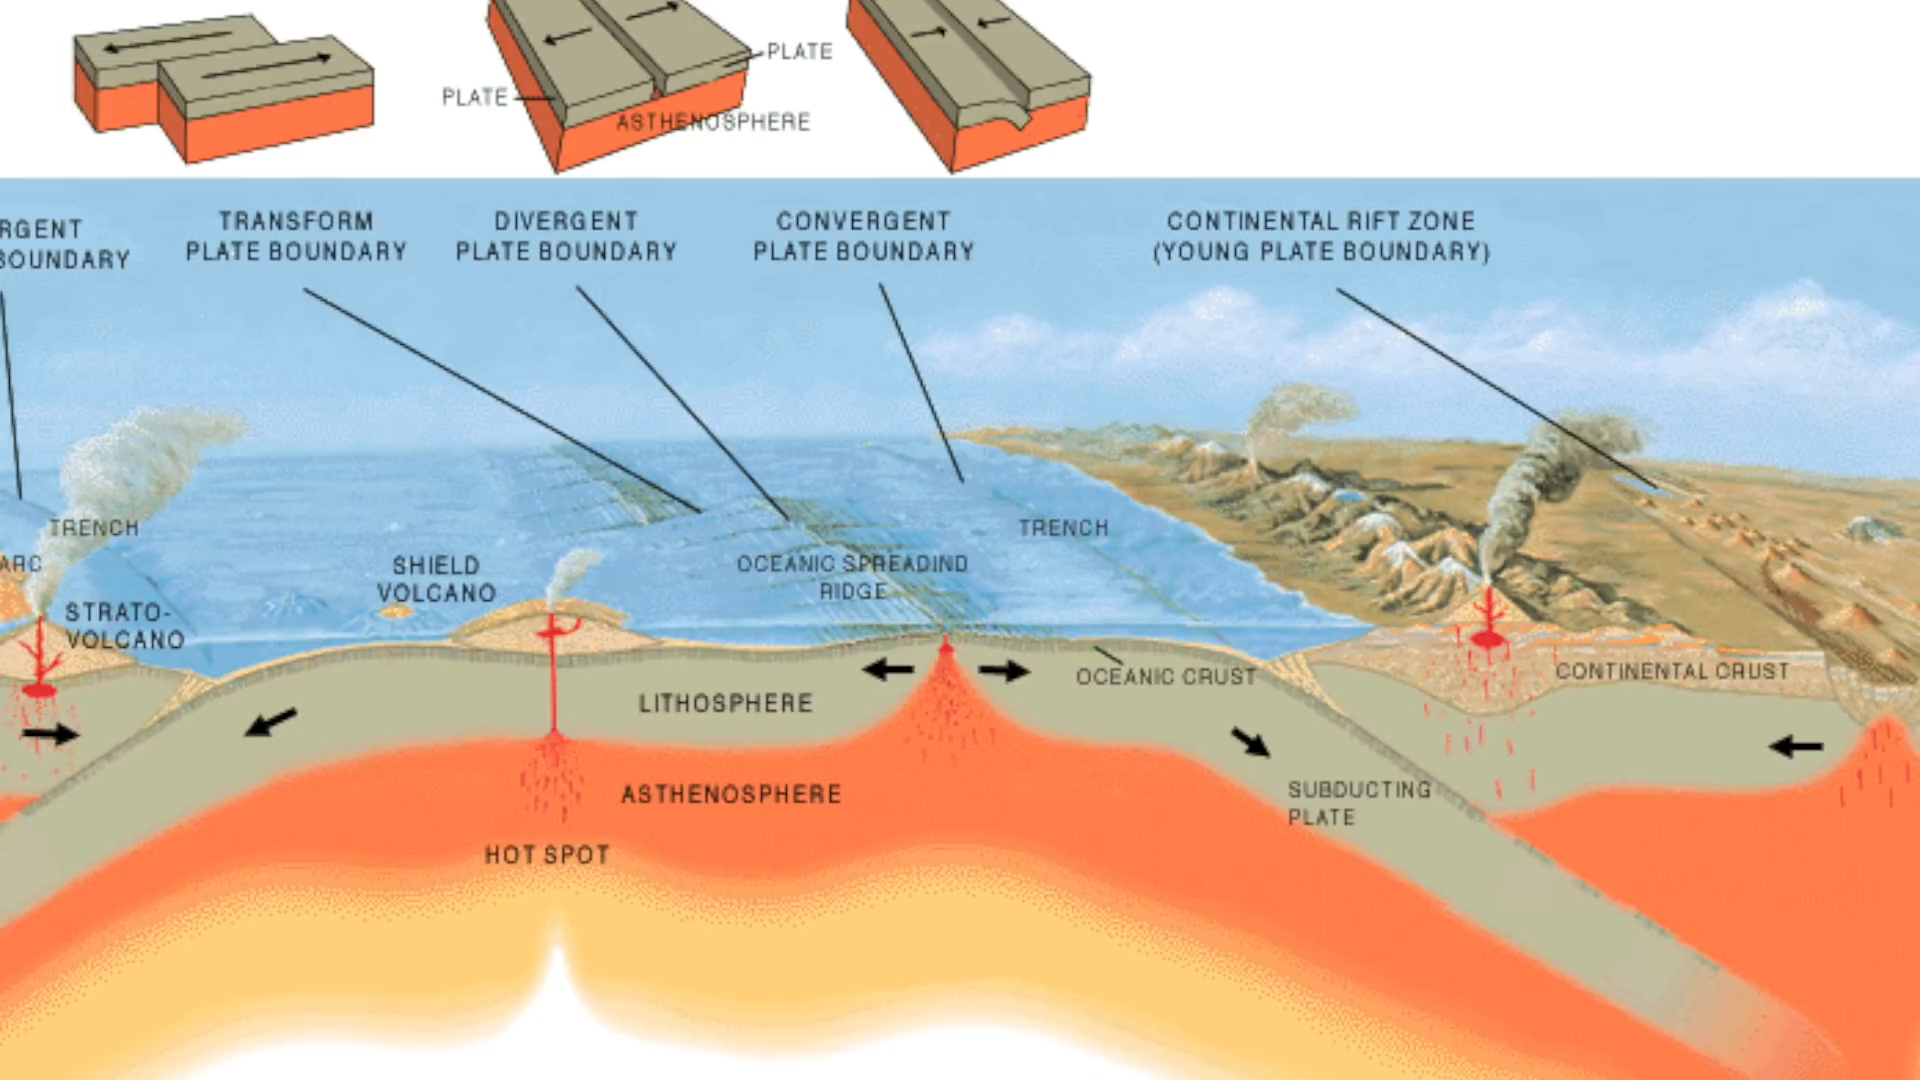 PLATE
PLATE
ASTHENOSPHERE
RGENT
BOUNDARY
TRANSFORM
PLATE BOUNDARY
DIVERGENT
PLATE BOUNDARY
CONVERGENT
PLATE BOUNDARY
CONTINENTAL RIFT ZONE
(YOUNG PLATE BOUNDARY)
TRENCH
ARC
STRATO-
VOLCANO
SHIELD
VOLCANO
OCEANIC SPREADIND
RIDGE
TRENCH
OCEANIC CRUST
CONTINENTAL CRUST
LITHOSPHERE
ASTHENOSPHERE
SUBDUCTING
PLATE
HOT SPOT